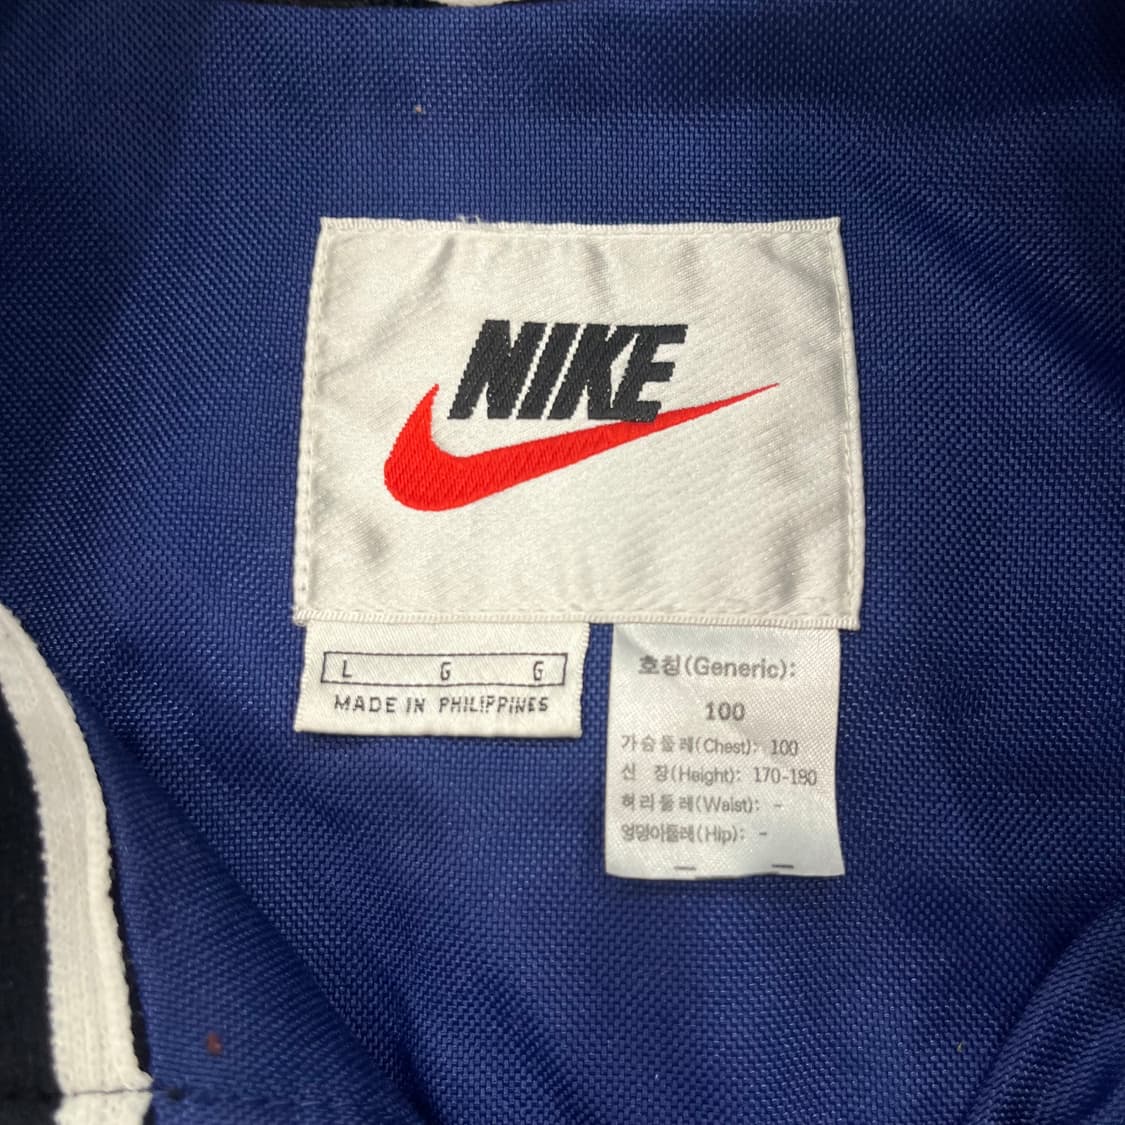 NIKE
L G G
MADE IN PHILIPPINES
호칭(Generic):
100
가슴둘레(Chest): 100
신 장(Height): 170-180
허리둘레(Waist): -
엉덩이둘레(Hip): -